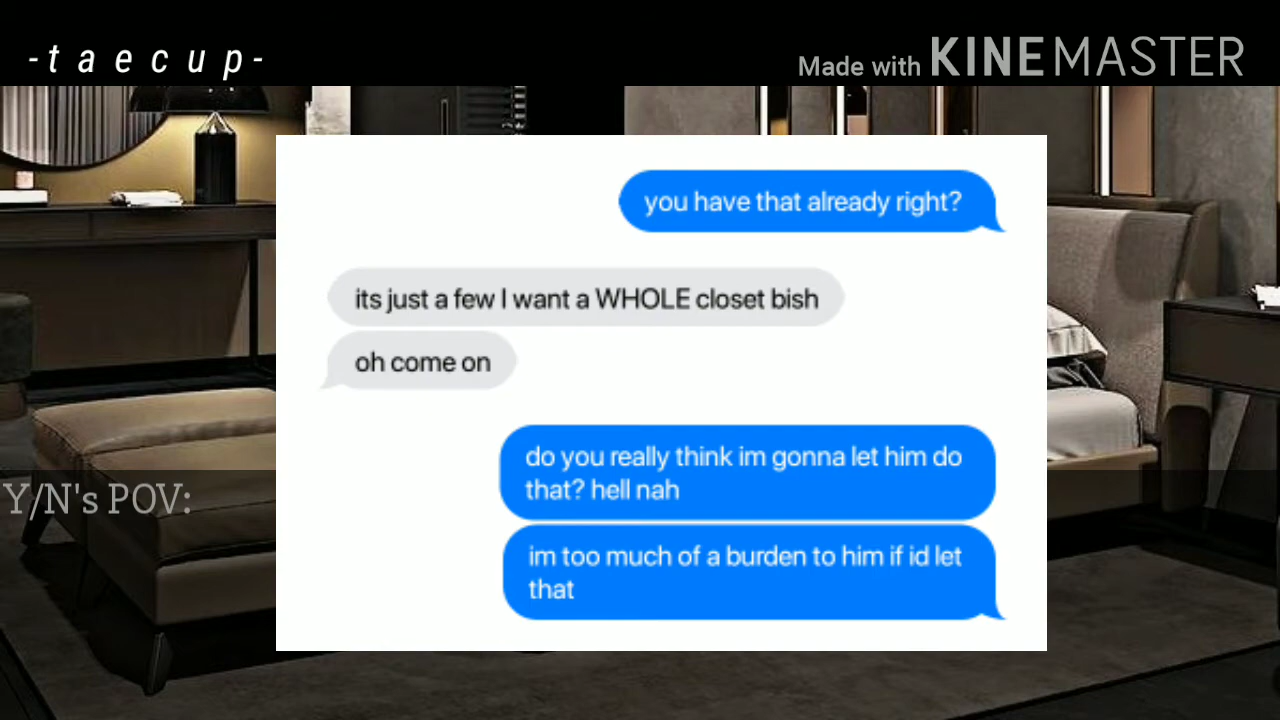 -taecup-
Made with KINEMASTER
you have that already right?
its just a few I want a WHOLE closet bish
oh come on
do you really think im gonna let him do
that? hell nah
Y/N's POV:
im too much of a burden to him if id let
that